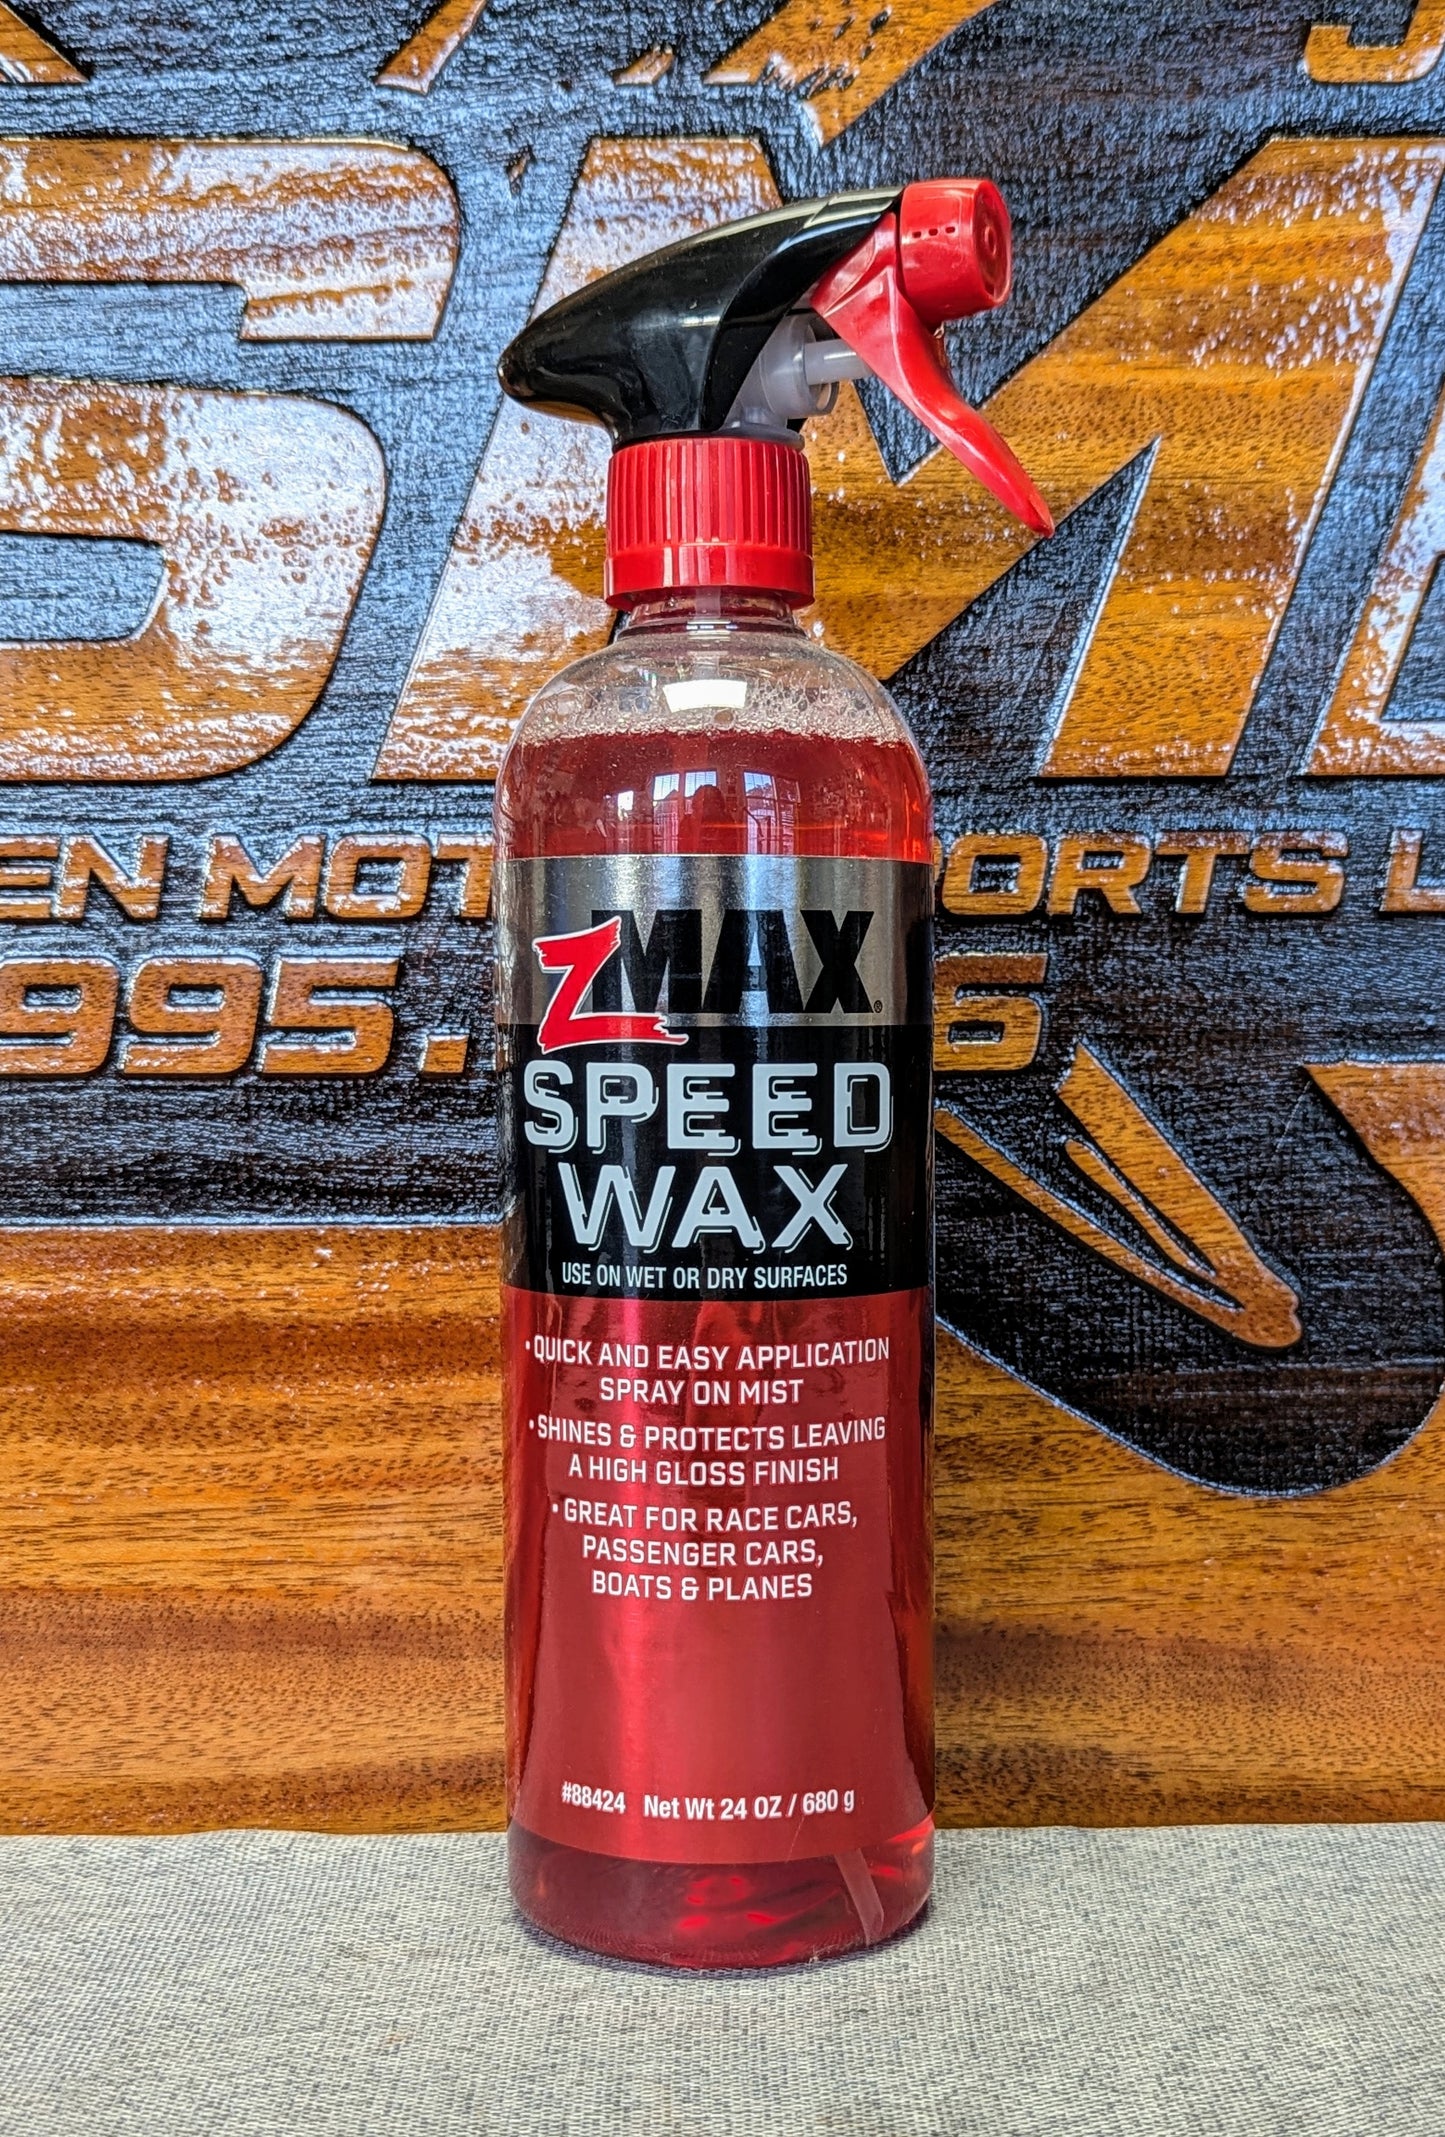 zMAX®
SPEED
WAX
USE ON WET OR DRY SURFACES
• QUICK AND EASY APPLICATION
SPRAY ON MIST
• SHINES & PROTECTS LEAVING
A HIGH GLOSS FINISH
• GREAT FOR RACE CARS,
PASSENGER CARS,
BOATS & PLANES
#88424 Net Wt 24 OZ / 680 g